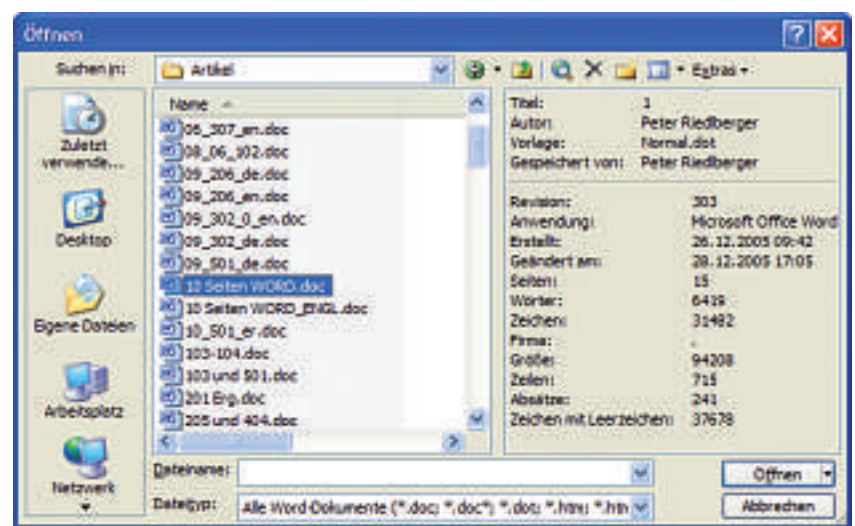 Öffnen
Suchen in: Artikel Extras
Zuletzt verwende...
Desktop
Eigene Dateien
Arbeitsplatz
Netzwerk
Name
06_307_en.doc
08_06_102.doc
09_206_de.doc
09_206_en.doc
09_302_0_en.doc
09_302_de.doc
09_501_de.doc
10 Seiten WORD.doc
10 Seiten WORD_ENGL.doc
10_501_er.doc
103-104.doc
103 und 501.doc
201 Eng.doc
205 und 404.doc
Titel: 1
Autor: Peter Riedlberger
Vorlage: Normal.dot
Gespeichert von: Peter Riedlberger
Revision: 303
Anwendung: Microsoft Office Word
Erstellt: 26.12.2005 09:42
Geändert am: 28.12.2005 17:05
Seiten: 15
Wörter: 6419
Zeichen: 31482
Firma: .
Größe: 94208
Zeilen: 715
Absätze: 241
Zeichen mit Leerzeichen: 37678
Dateiname: Öffnen
Dateityp: Alle Word-Dokumente (*.doc; *.doc*; *.dot; *.htm; *.htm Abbrechen